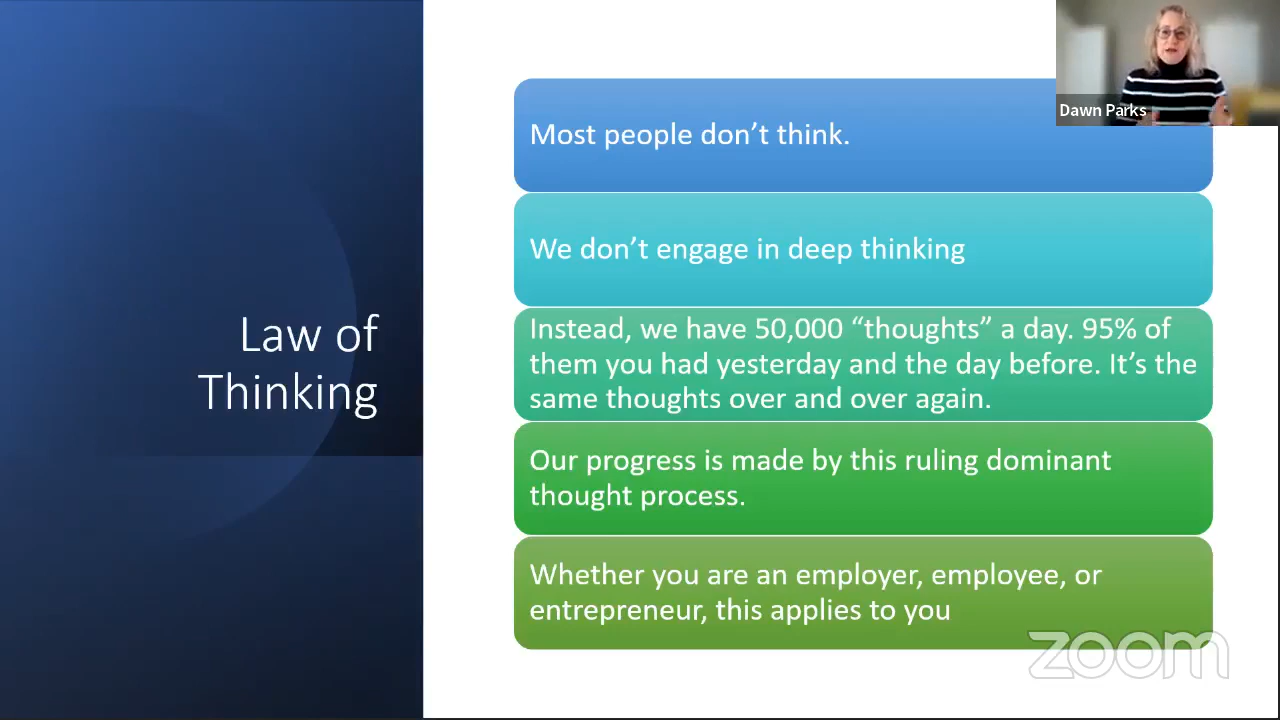 Dawn Parks
Most people don’t think.
We don’t engage in deep thinking
Law of
Thinking
Instead, we have 50,000 “thoughts” a day. 95% of
them you had yesterday and the day before. It’s the
same thoughts over and over again.
Our progress is made by this ruling dominant
thought process.
Whether you are an employer, employee, or
entrepreneur, this applies to you
zoom